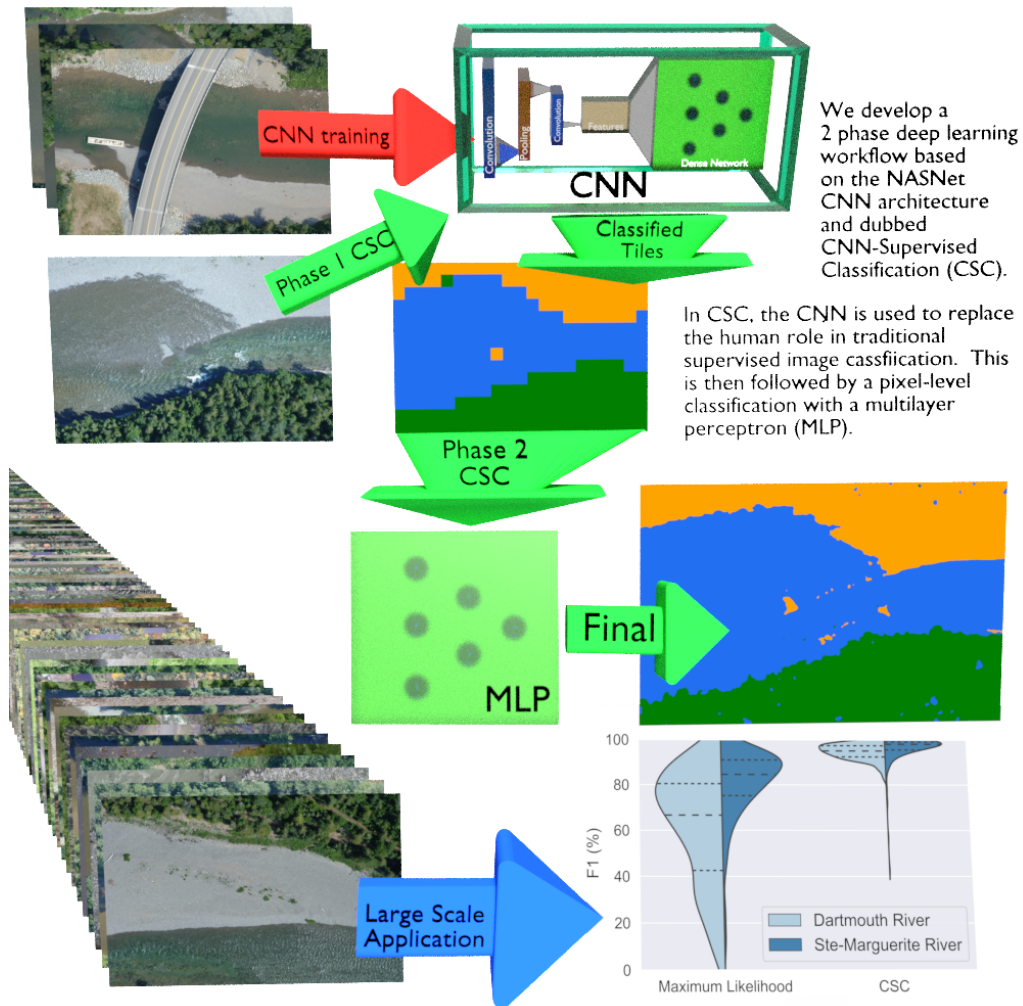 CNN training
Convolution
Pooling
Convolution
Features
Dense Network
CNN
We develop a
2 phase deep learning
workflow based
on the NASNet
CNN architecture
and dubbed
CNN-Supervised
Classification (CSC).
Phase 1 CSC
Classified
Tiles
In CSC, the CNN is used to replace
the human role in traditional
supervised image cassfiication. This
is then followed by a pixel-level
classification with a multilayer
perceptron (MLP).
Phase 2
CSC
MLP
Final
Large Scale
Application
F1 (%)
100
80
60
40
20
0
Dartmouth River
Ste-Marguerite River
Maximum Likelihood
CSC